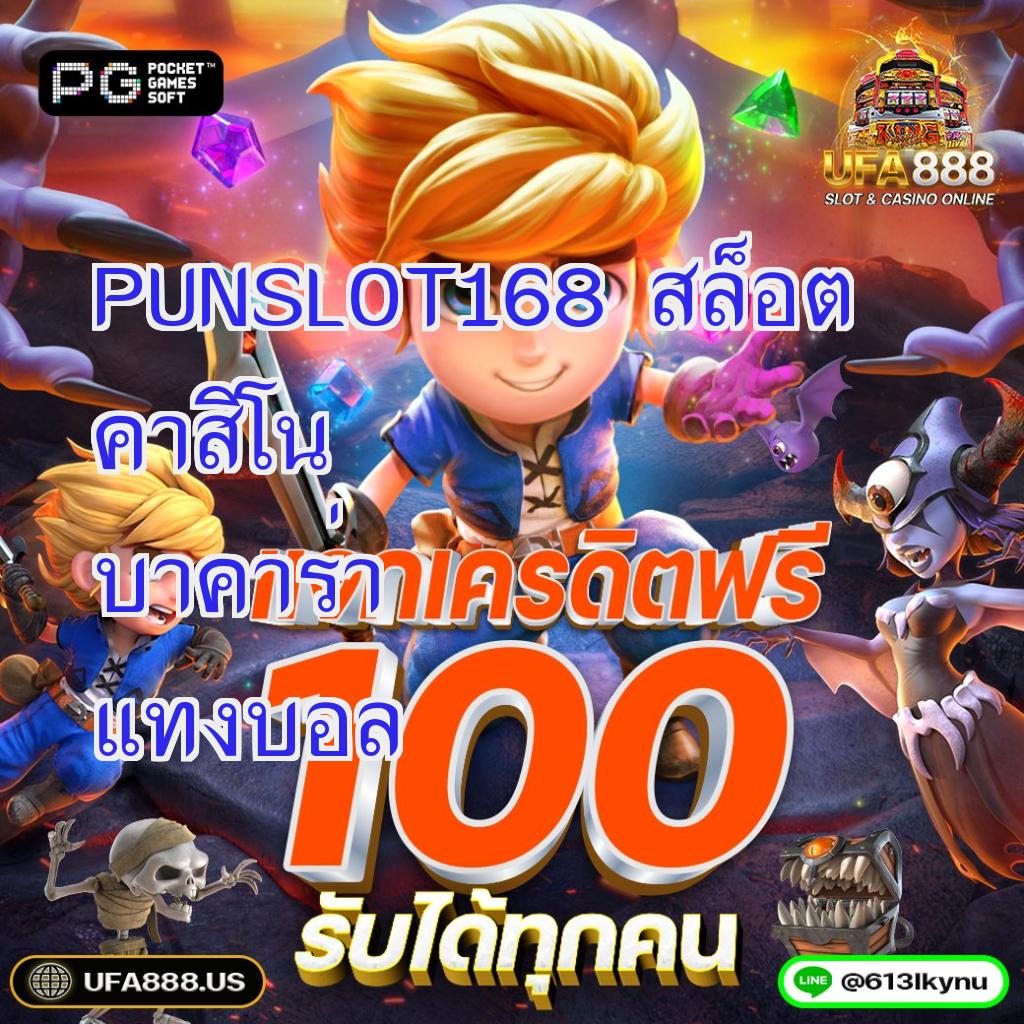 PG POCKET GAMES SOFT™
UFA888
SLOT & CASINO ONLINE
PUNSLOT168 สล็อต
คาสิโน
บาคาร่า
แทงบอล
เครดิตฟรี
100
รับได้ทุกคน
UFA888.US
LINE @613lkynu